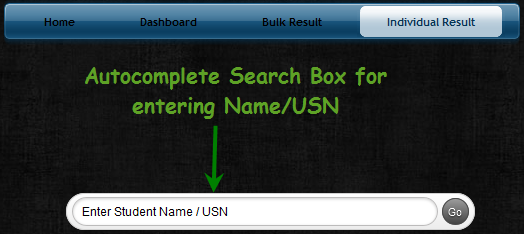 Home Dashboard Bulk Result Individual Result
Autocomplete Search Box for
entering Name/USN
Enter Student Name / USN Go